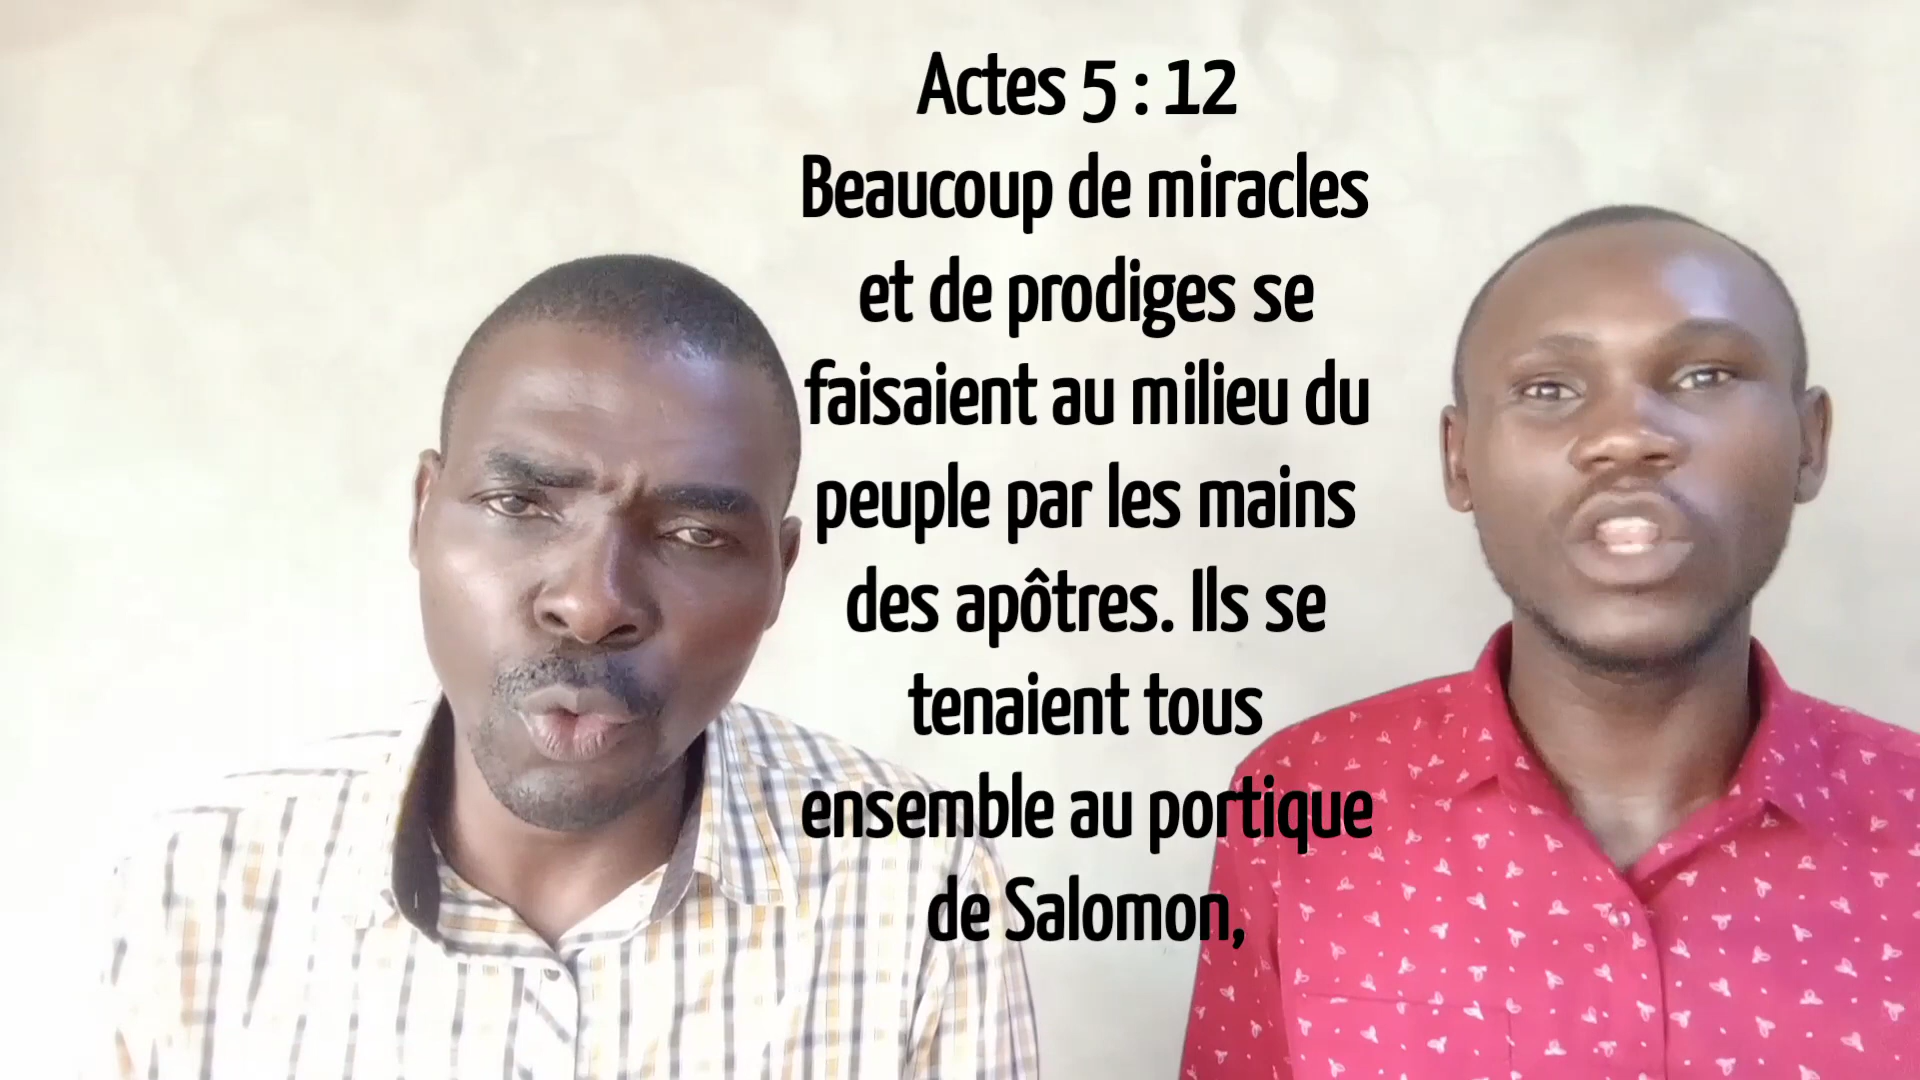 Actes 5 : 12
Beaucoup de miracles
et de prodiges se
faisaient au milieu du
peuple par les mains
des apôtres. Ils se
tenaient tous
ensemble au portique
de Salomon,